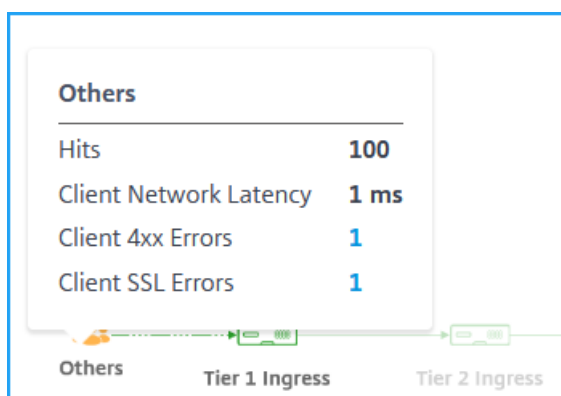 Others
Hits 100
Client Network Latency 1 ms
Client 4xx Errors 1
Client SSL Errors 1
Others
Tier 1 Ingress
Tier 2 Ingress